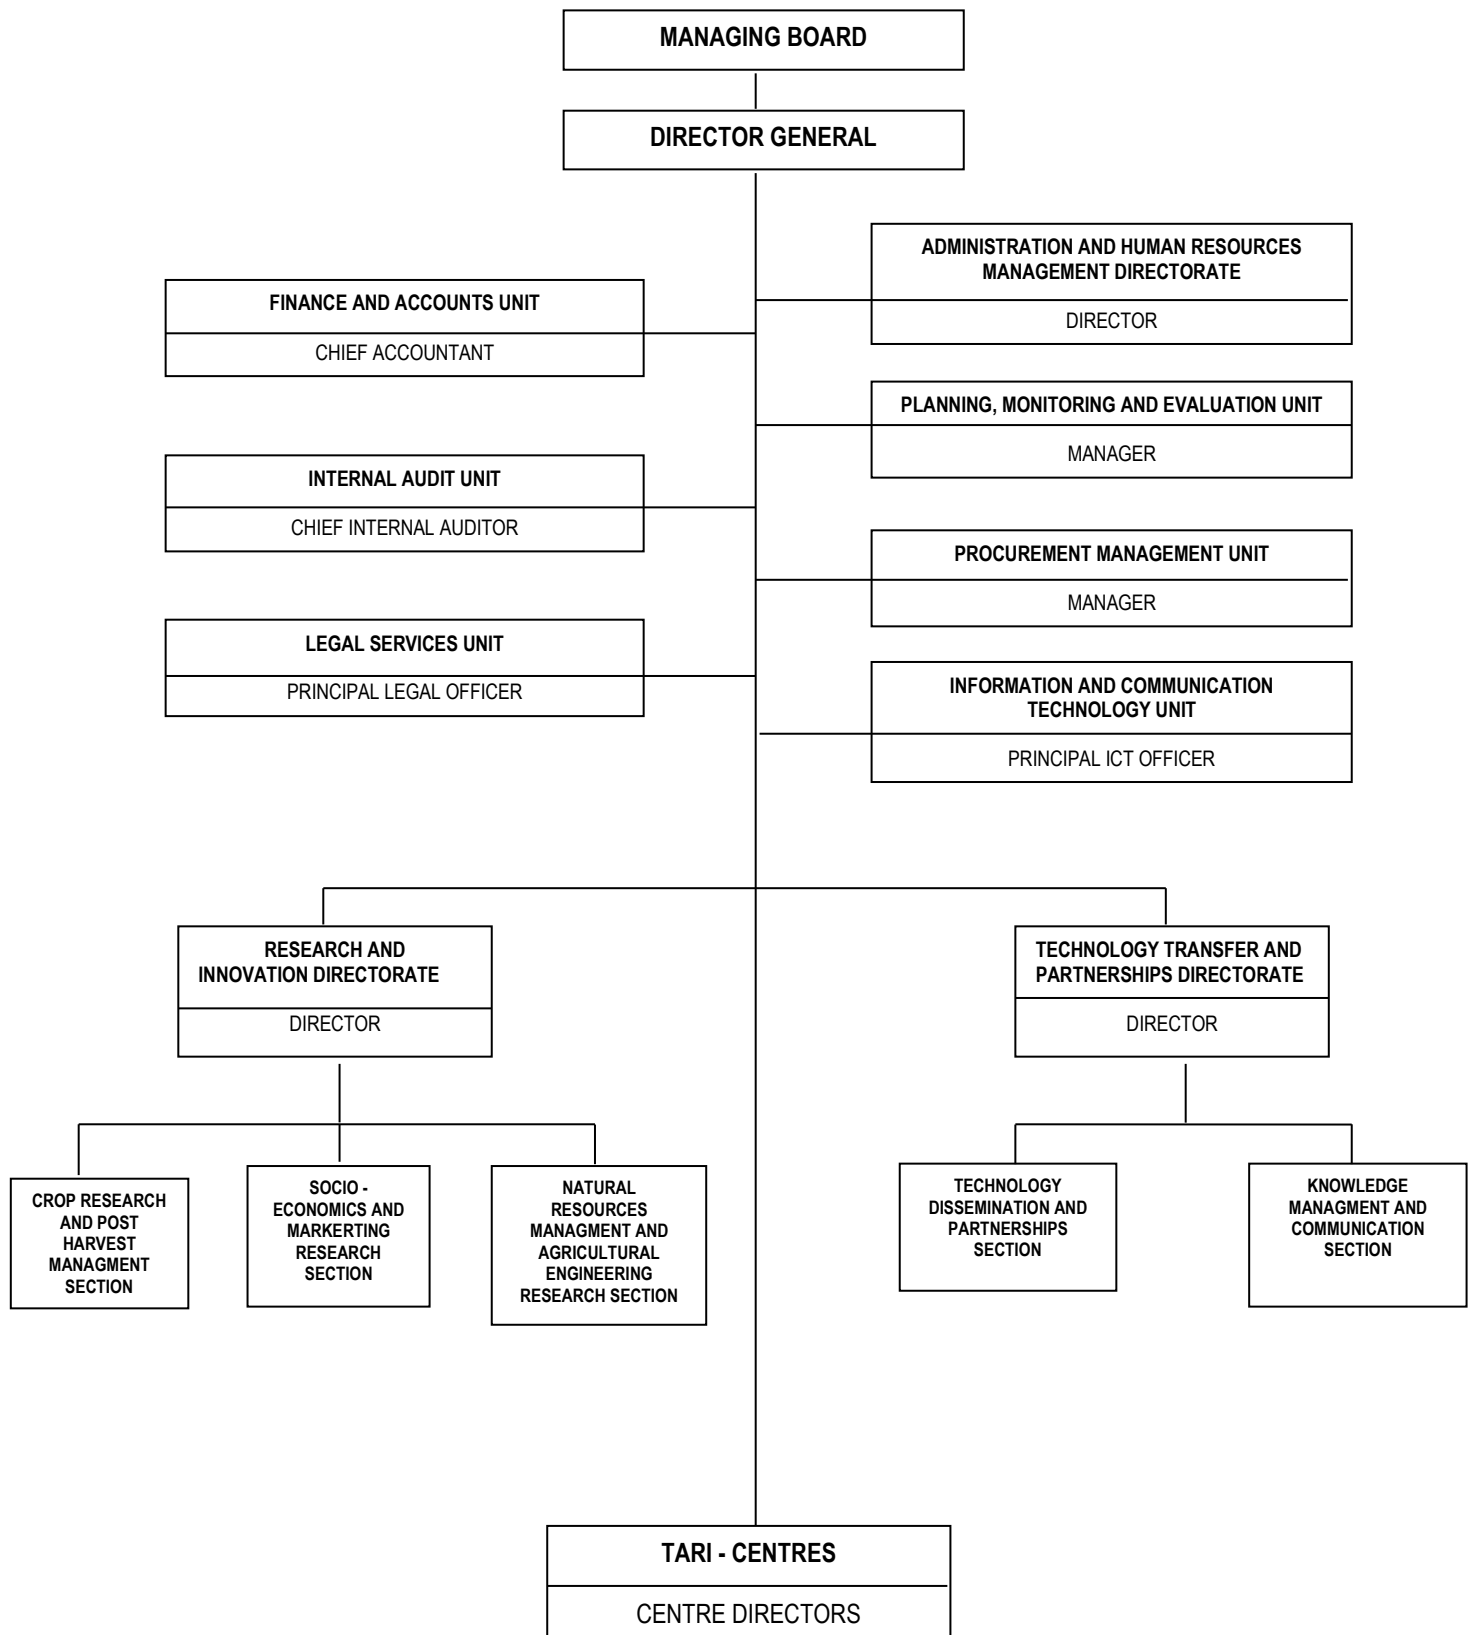 MANAGING BOARD
DIRECTOR GENERAL
ADMINISTRATION AND HUMAN RESOURCES
MANAGEMENT DIRECTORATE
DIRECTOR
FINANCE AND ACCOUNTS UNIT
CHIEF ACCOUNTANT
PLANNING, MONITORING AND EVALUATION UNIT
MANAGER
INTERNAL AUDIT UNIT
CHIEF INTERNAL AUDITOR
PROCUREMENT MANAGEMENT UNIT
MANAGER
LEGAL SERVICES UNIT
PRINCIPAL LEGAL OFFICER
INFORMATION AND COMMUNICATION
TECHNOLOGY UNIT
PRINCIPAL ICT OFFICER
RESEARCH AND
INNOVATION DIRECTORATE
DIRECTOR
TECHNOLOGY TRANSFER AND
PARTNERSHIPS DIRECTORATE
DIRECTOR
CROP RESEARCH
AND POST
HARVEST
MANAGMENT
SECTION
SOCIO -
ECONOMICS AND
MARKERTING
RESEARCH
SECTION
NATURAL
RESOURCES
MANAGMENT AND
AGRICULTURAL
ENGINEERING
RESEARCH SECTION
TECHNOLOGY
DISSEMINATION AND
PARTNERSHIPS
SECTION
KNOWLEDGE
MANAGMENT AND
COMMUNICATION
SECTION
TARI - CENTRES
CENTRE DIRECTORS